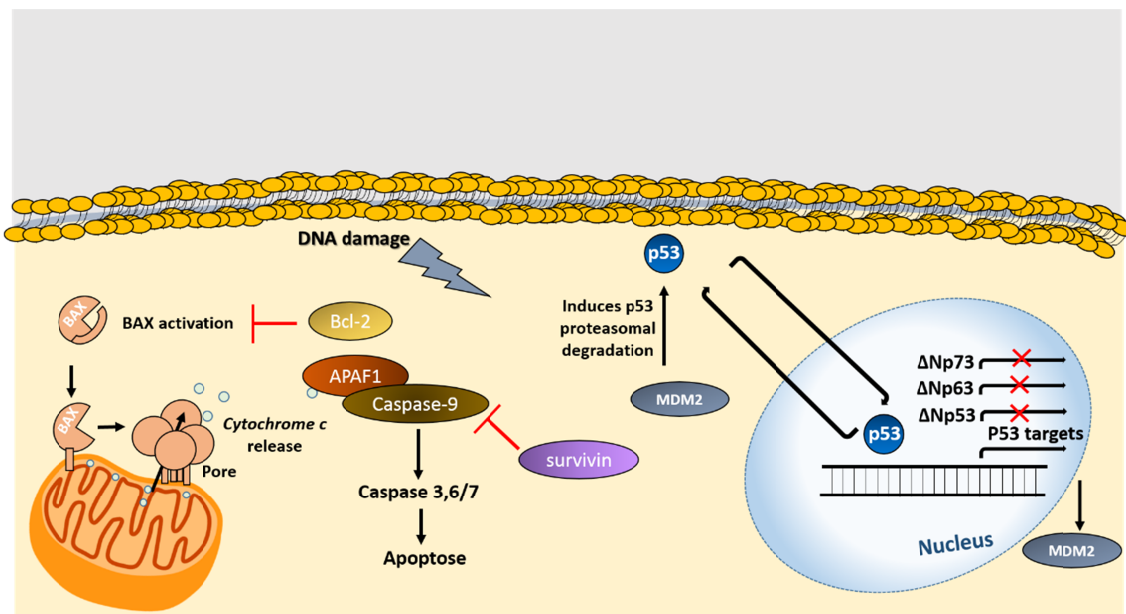 DNA damage
p53
BAX
BAX activation
Bcl-2
Induces p53
proteasomal
degradation
APAF1
Caspase-9
MDM2
ΔNp73
ΔNp63
ΔNp53
P53 targets
p53
BAX
Cytochrome c
release
Pore
survivin
Caspase 3,6/7
Apoptose
Nucleus
MDM2